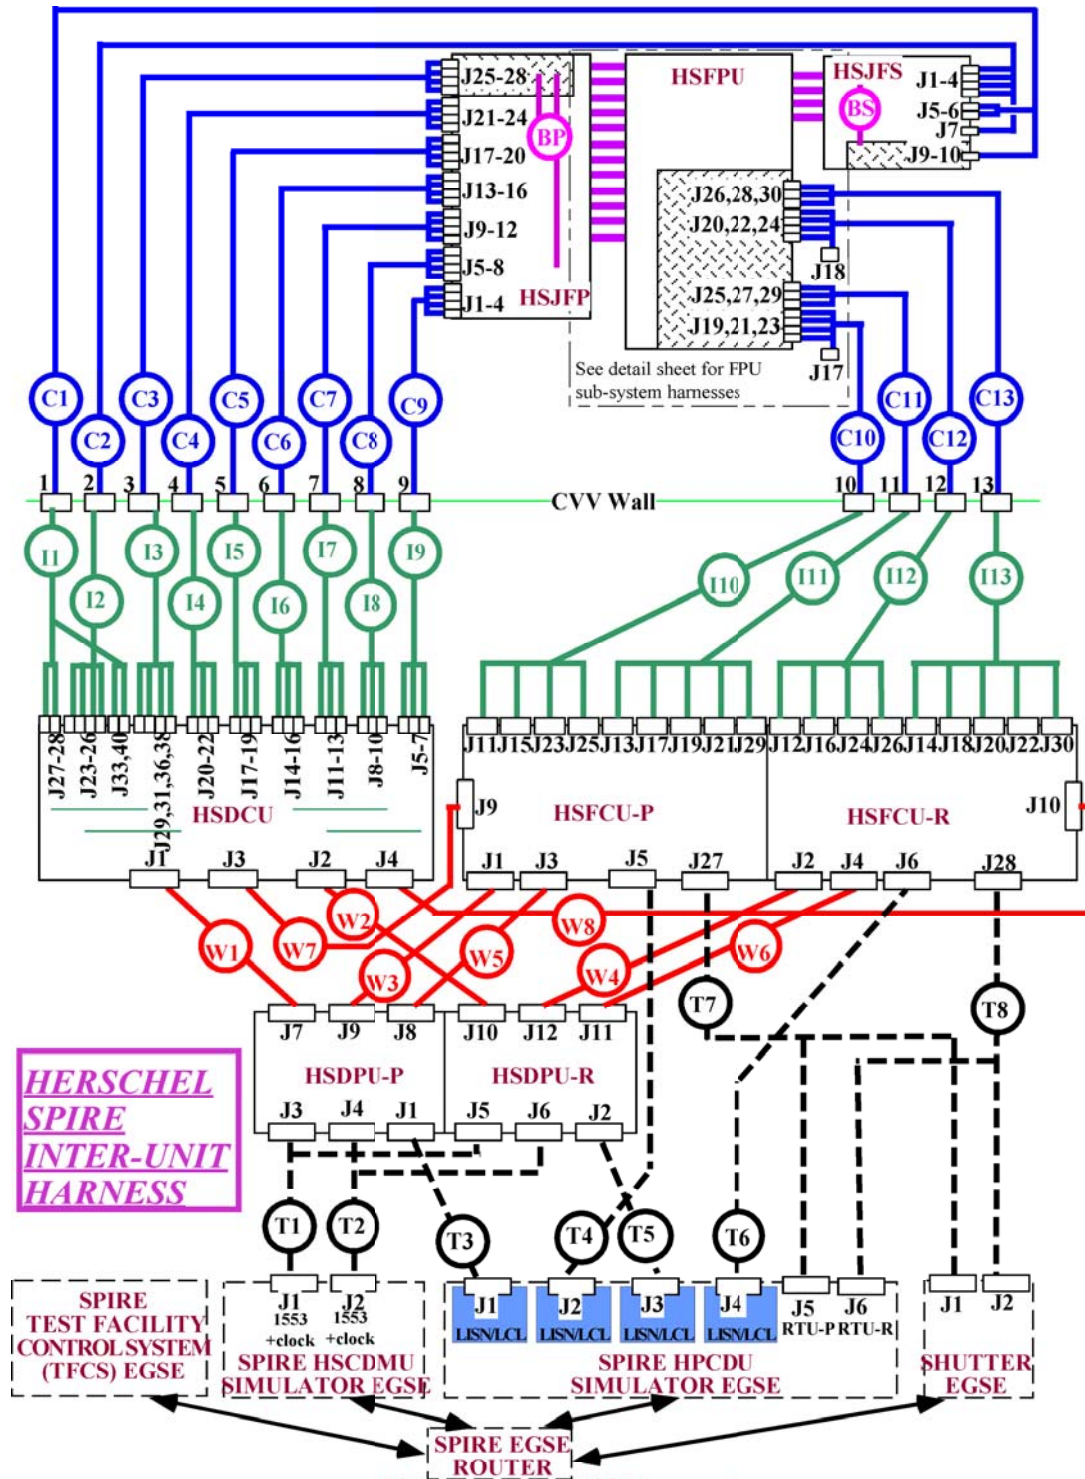 J25-28
HSFPU
HSJFS
J1-4
J21-24
BP
BS
J5-6
J7
J17-20
J9-10
J13-16
J26,28,30
J9-12
J20,22,24
J5-8
J18
HSJFP
J25,27,29
J1-4
J19,21,23
J17
See detail sheet for FPU
sub-system harnesses
C1
C3
C5
C7
C9
C11
C13
C2
C4
C6
C8
C10
C12
1
2
3
4
5
6
7
8
9
CVV Wall
10
11
12
13
I1
I3
I5
I7
I9
I2
I4
I6
I8
I10
I11
I12
I13
J27-28
J23-26
J33,40
J29,31,36,38
J20-22
J17-19
J14-16
J11-13
J8-10
J5-7
J11
J15
J23
J25
J13
J17
J19
J21
J29
J12
J16
J24
J26
J14
J18
J20
J22
J30
HSDCU
J9
HSFCU-P
HSFCU-R
J10
J1
J3
J2
J4
J1
J3
J5
J27
J2
J4
J6
J28
W1
W7
W2
W3
W5
W8
W4
W6
T7
T8
J7
J9
J8
J10
J12
J11
HSDPU-P
HSDPU-R
J3
J4
J1
J5
J6
J2
HERSCHEL
SPIRE
INTER-UNIT
HARNESS
T1
T2
T3
T4
T5
T6
SPIRE
TEST FACILITY
CONTROL SYSTEM
(TFCS) EGSE
J1
1553
+clock
J2
1553
+clock
SPIRE HSCDMU
SIMULATOR EGSE
J1
LISN/LCL
J2
LISN/LCL
J3
LISN/LCL
J4
LISN/LCL
J5
RTU-P
J6
RTU-R
SPIRE HPCDU
SIMULATOR EGSE
J1
J2
SHUTTER
EGSE
SPIRE EGSE
ROUTER